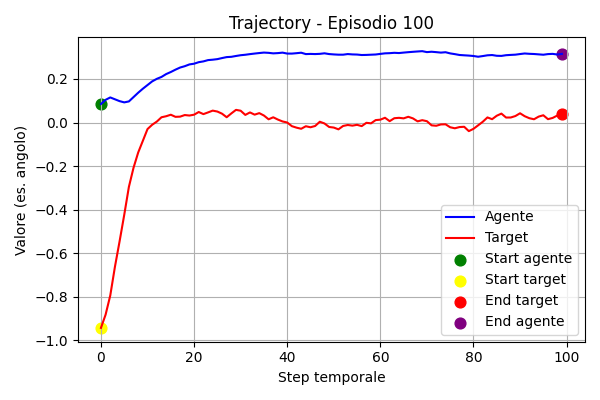 Trajectory - Episodio 100
Valore (es. angolo)
0.2
0.0
−0.2
−0.4
−0.6
−0.8
−1.0
Agente
Target
Start agente
Start target
End target
End agente
0 20 40 60 80 100
Step temporale